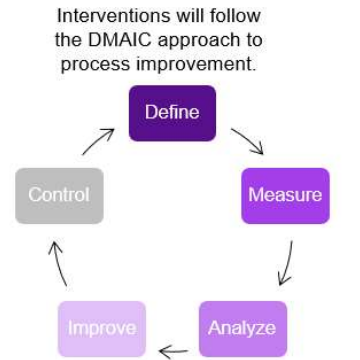 Interventions will follow
the DMAIC approach to
process improvement.
Define
Control
Measure
Improve
Analyze